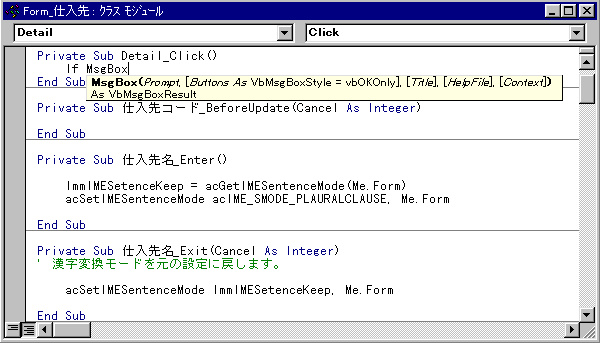 Form_仕入先 : クラス モジュール
Detail
Click
Private Sub Detail_Click()
If MsgBox
End Sub
MsgBox(Prompt, [Buttons As VbMsgBoxStyle = vbOKOnly], [Title], [HelpFile], [Context])
As VbMsgBoxResult
Private Sub 仕入先コード_BeforeUpdate(Cancel As Integer)
End Sub
Private Sub 仕入先名_Enter()
ImmIMESetenceKeep = acGetIMESentenceMode(Me.Form)
acSetIMESentenceMode acIME_SMODE_PLAURALCLAUSE, Me.Form
End Sub
Private Sub 仕入先名_Exit(Cancel As Integer)
' 漢字変換モードを元の設定に戻します。
acSetIMESentenceMode ImmIMESetenceKeep, Me.Form
End Sub